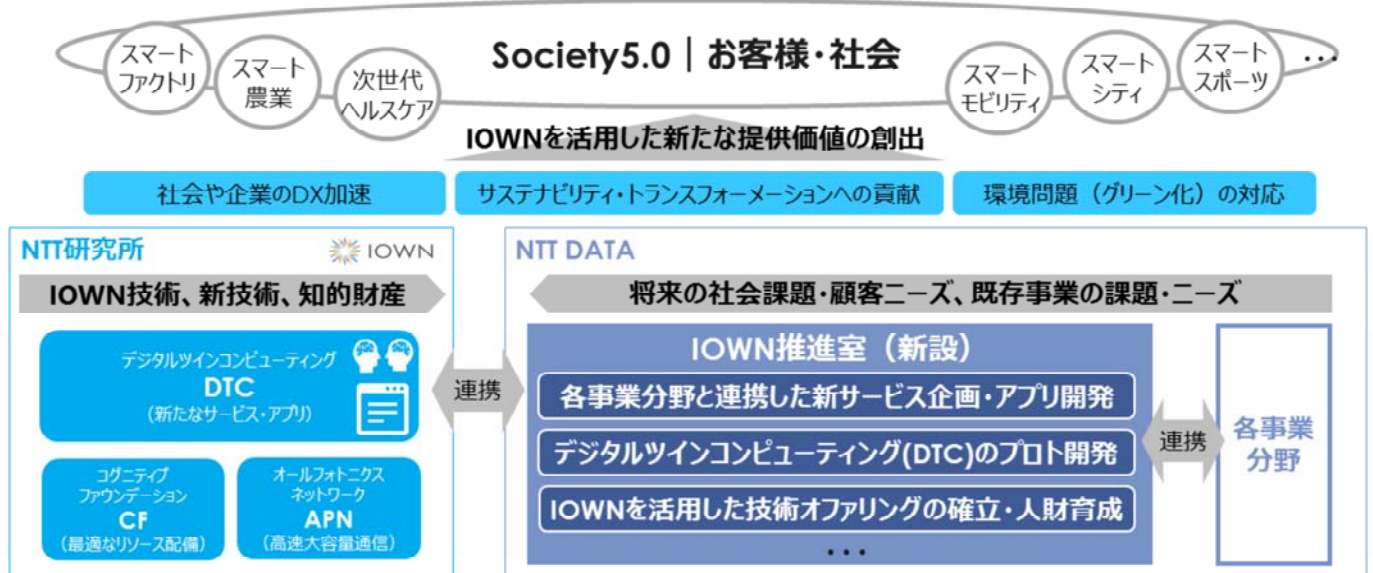 Society5.0｜お客様・社会
スマート
ファクトリ
スマート
農業
次世代
ヘルスケア
スマート
モビリティ
スマート
シティ
スマート
スポーツ
・・・
IOWNを活用した新たな提供価値の創出
社会や企業のDX加速
サステナビリティ・トランスフォーメーションへの貢献
環境問題（グリーン化）の対応
NTT研究所
IOWN
IOWN技術、新技術、知的財産
デジタルツインコンピューティング
DTC
（新たなサービス・アプリ）
コグニティブ
ファウンデーション
CF
（最適なリソース配備）
オールフォトニクス
ネットワーク
APN
（高速大容量通信）
連携
NTT DATA
将来の社会課題・顧客ニーズ、既存事業の課題・ニーズ
IOWN推進室（新設）
各事業分野と連携した新サービス企画・アプリ開発
デジタルツインコンピューティング(DTC)のプロト開発
IOWNを活用した技術オファリングの確立・人財育成
・・・
連携
各事業
分野